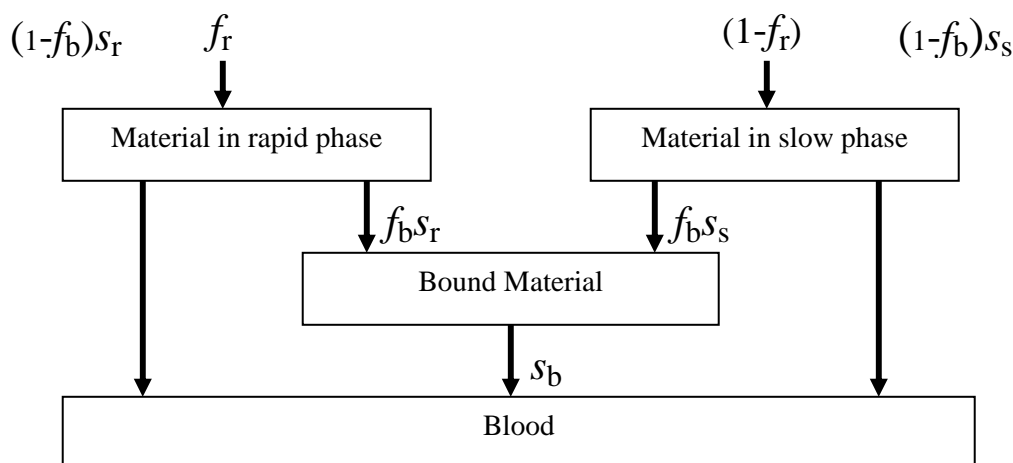 (1-fb)sr fr (1-fr) (1-fb)ss
Material in rapid phase Material in slow phase
fbsr fbss
Bound Material
sb
Blood